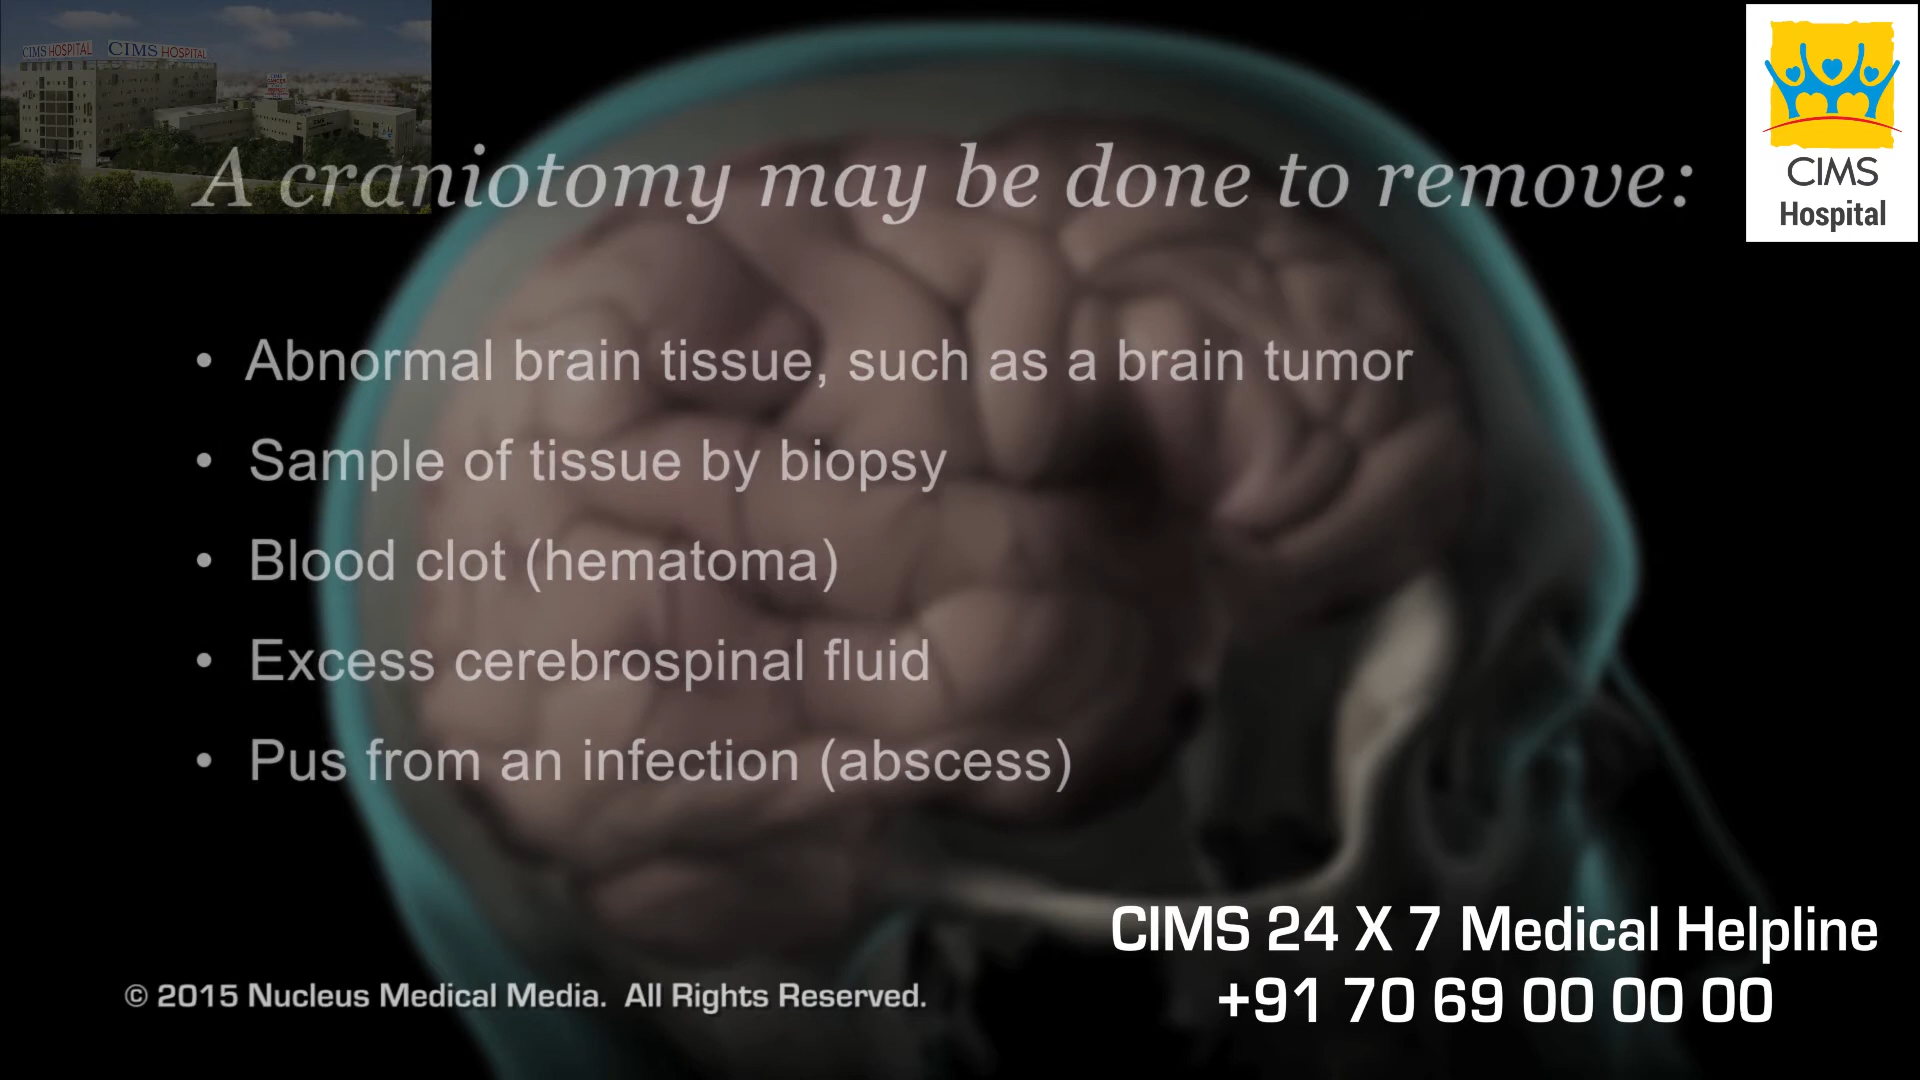 CIMS HOSPITAL CIMS HOSPITAL
CIMS
Hospital
A craniotomy may be done to remove:
• Abnormal brain tissue, such as a brain tumor
• Sample of tissue by biopsy
• Blood clot (hematoma)
• Excess cerebrospinal fluid
• Pus from an infection (abscess)
CIMS 24 X 7 Medical Helpline
+91 70 69 00 00 00
© 2015 Nucleus Medical Media. All Rights Reserved.